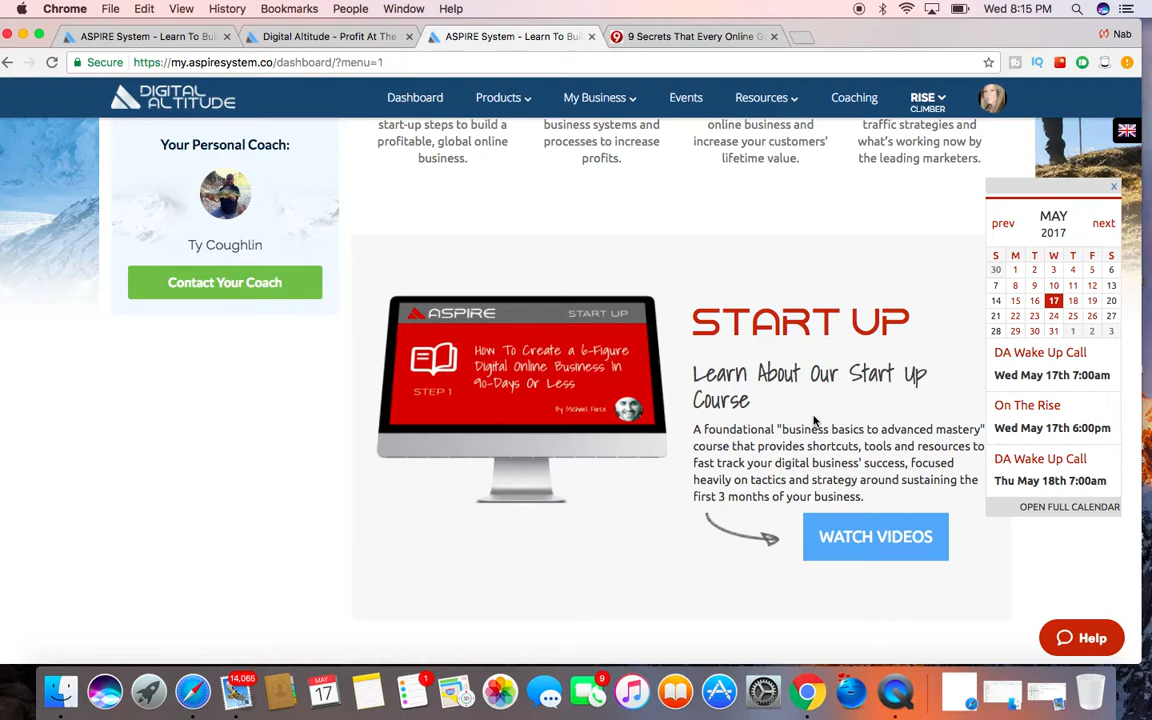 Chrome File Edit View History Bookmarks People Window Help
Wed 8:15 PM
ASPIRE System - Learn To Buil
Digital Altitude - Profit At The
ASPIRE System - Learn To Buil
9 Secrets That Every Online G
Nab
Secure https://my.aspiresystem.co/dashboard/?menu=1
DIGITAL
ALTITUDE
Dashboard Products My Business Events Resources Coaching RISE
CLIMBER
start-up steps to build a
profitable, global online
business.
business systems and
processes to increase
profits.
online business and
increase your customers'
lifetime value.
traffic strategies and
what's working now by
the leading marketers.
Your Personal Coach:
Ty Coughlin
Contact Your Coach
ASPIRE START UP
How To Create a 6-Figure
Digital Online Business In
90-Days Or Less
STEP 1
By Michael Force
START UP
Learn About Our Start Up
Course
A foundational "business basics to advanced mastery"
course that provides shortcuts, tools and resources to
fast track your digital business' success, focused
heavily on tactics and strategy around sustaining the
first 3 months of your business.
WATCH VIDEOS
X
prev MAY next
2017
S M T W T F S
30 1 2 3 4 5 6
7 8 9 10 11 12 13
14 15 16 17 18 19 20
21 22 23 24 25 26 27
28 29 30 31 1 2 3
DA Wake Up Call
Wed May 17th 7:00am
On The Rise
Wed May 17th 6:00pm
DA Wake Up Call
Thu May 18th 7:00am
OPEN FULL CALENDAR
Help
14,065
MAY
17
1
9